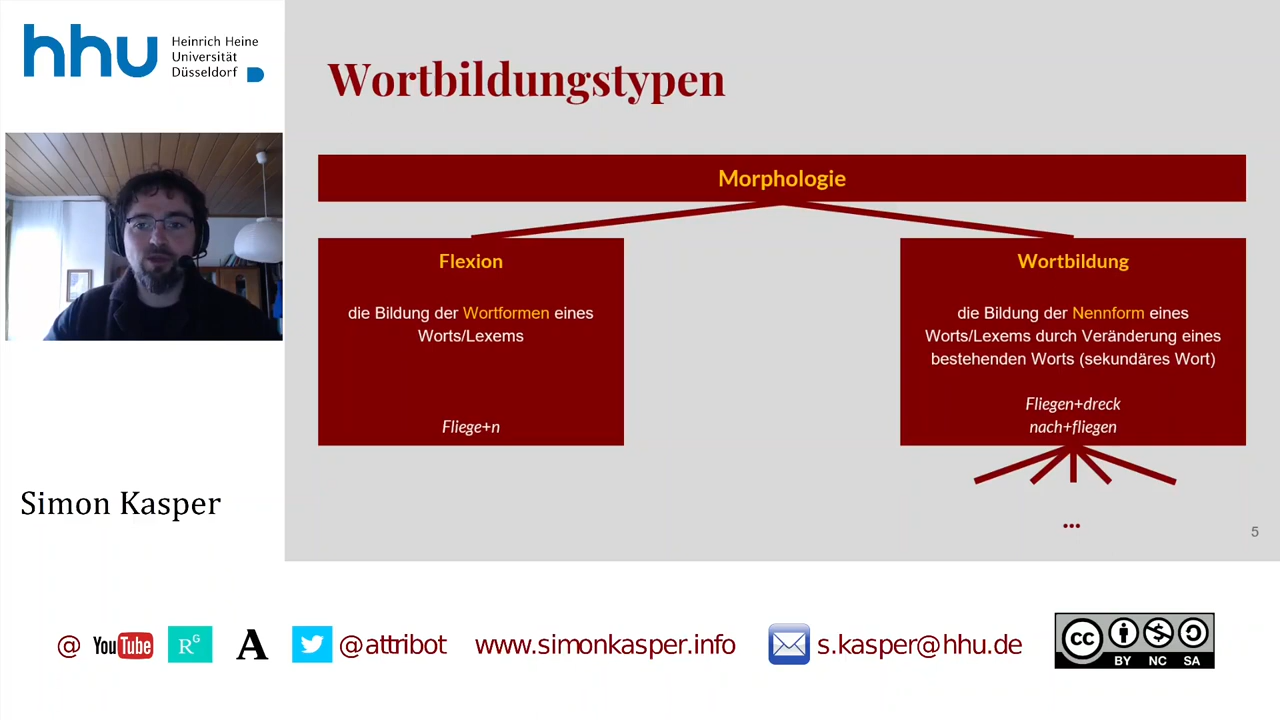 hhu
Heinrich Heine
Universität
Düsseldorf
Wortbildungstypen
Morphologie
Flexion
die Bildung der Wortformen eines
Worts/Lexems
Fliege+n
Wortbildung
die Bildung der Nennform eines
Worts/Lexems durch Veränderung eines
bestehenden Worts (sekundäres Wort)
Fliegen+dreck
nach+fliegen
...
5
Simon Kasper
@ YouTube RG A @attribot www.simonkasper.info s.kasper@hhu.de
cc BY NC SA